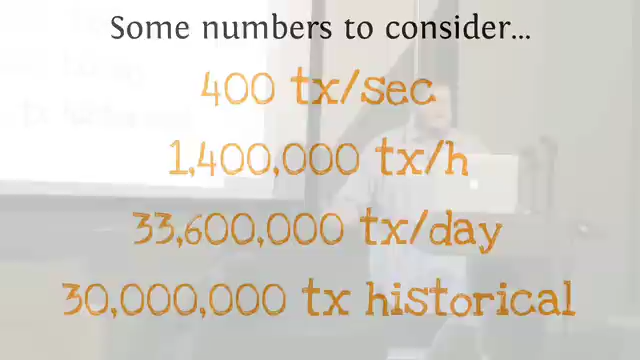 Some numbers to consider...
400 tx/sec
1,400,000 tx/h
33,600,000 tx/day
30,000,000 tx historical